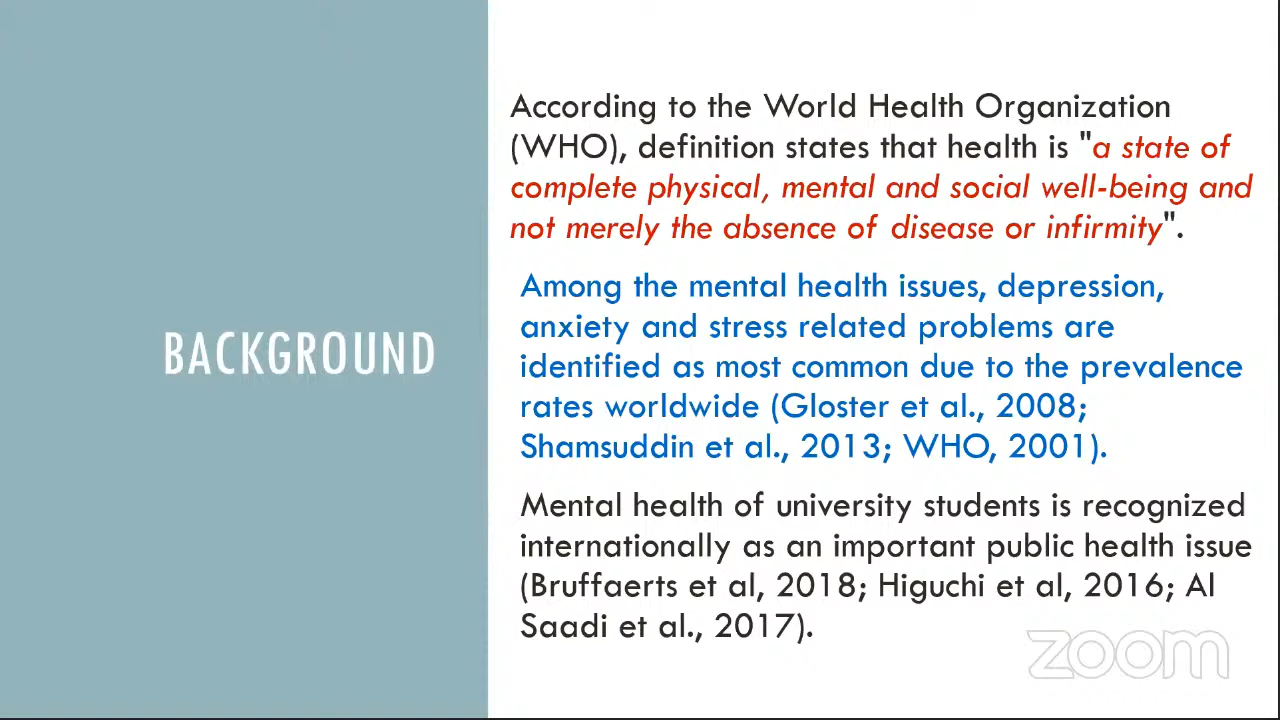 BACKGROUND
According to the World Health Organization
(WHO), definition states that health is "a state of
complete physical, mental and social well-being and
not merely the absence of disease or infirmity".
Among the mental health issues, depression,
anxiety and stress related problems are
identified as most common due to the prevalence
rates worldwide (Gloster et al., 2008;
Shamsuddin et al., 2013; WHO, 2001).
Mental health of university students is recognized
internationally as an important public health issue
(Bruffaerts et al, 2018; Higuchi et al, 2016; Al
Saadi et al., 2017).
zoom